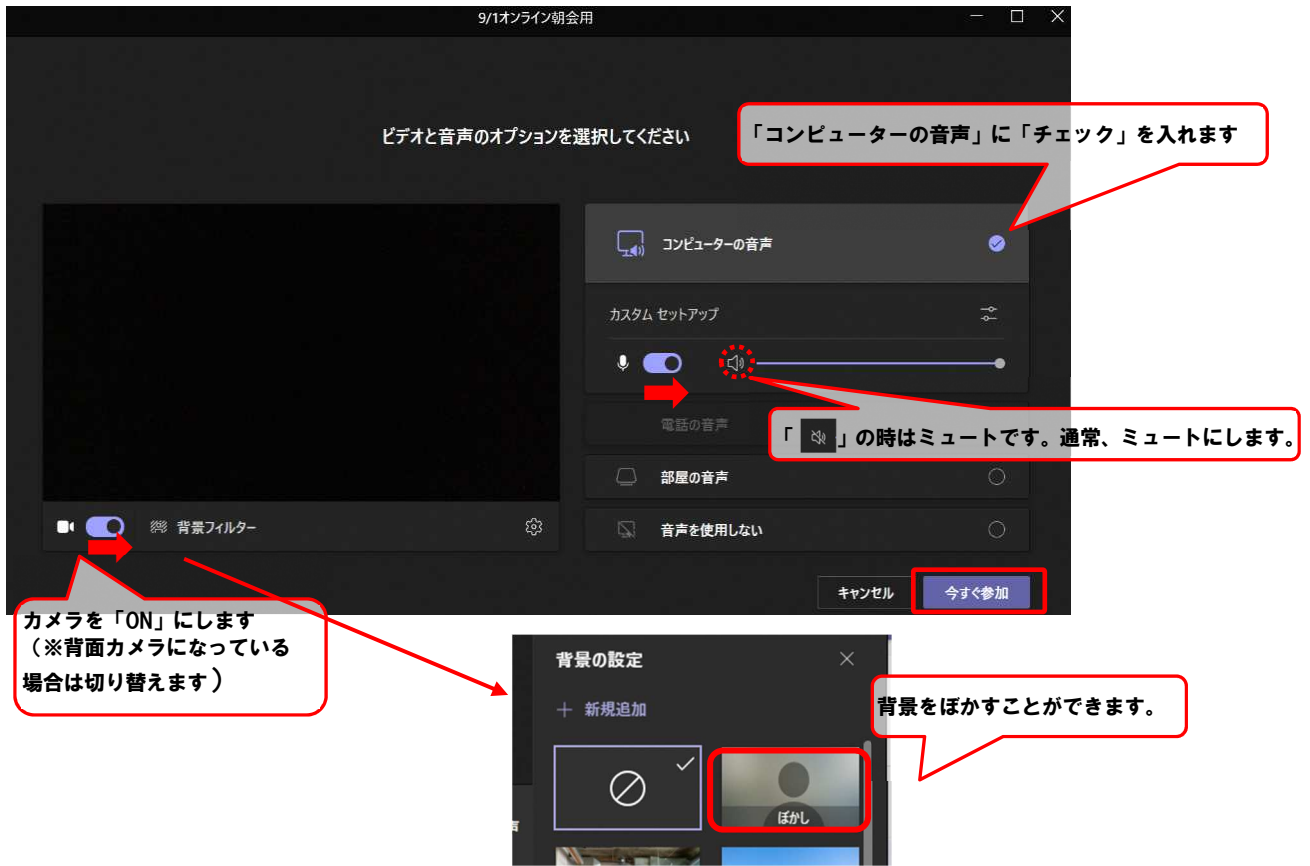 9/1オンライン朝会用
ビデオと音声のオプションを選択してください
「コンピューターの音声」に「チェック」を入れます
コンピューターの音声
カスタム セットアップ
電話の音声
「 」の時はミュートです。通常、ミュートにします。
部屋の音声
背景フィルター
音声を使用しない
キャンセル
今すぐ参加
カメラを「ON」にします
(※背面カメラになっている
場合は切り替えます)
背景の設定
+ 新規追加
背景をぼかすことができます。
ぼかし